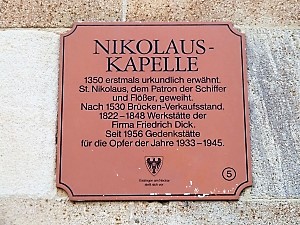 NIKOLAUS-
KAPELLE
1350 erstmals urkundlich erwähnt.
St. Nikolaus, dem Patron der Schiffer
und Flößer, geweiht.
Nach 1530 Brücken-Verkaufsstand.
1822–1848 Werkstätte der
Firma Friedrich Dick.
Seit 1956 Gedenkstätte
für die Opfer der Jahre 1933–1945.
5